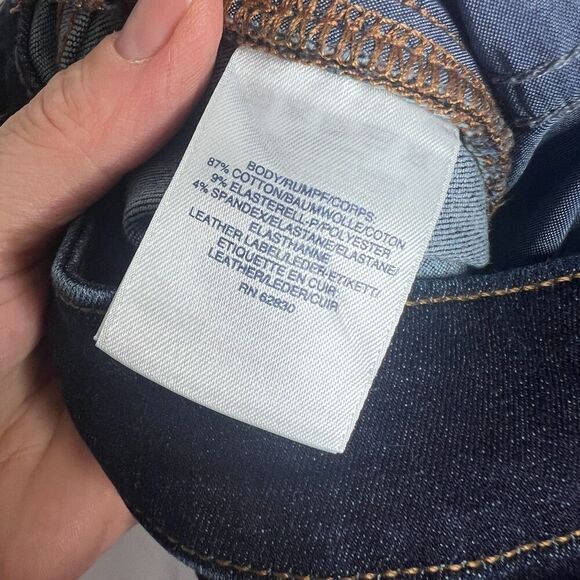 BODY/RUMPF/CORPS
87% COTTON/BAUMWOLLE/COTON
9% ELASTERELL-P/POLYESTER
4% SPANDEX/ELASTANE/ELASTANE/
ELASTHANNE
LEATHER LABEL/LEDER-ETIKETT/
ETIQUETTE EN CUIR
LEATHER/LEDER/CUIR
RN 62830